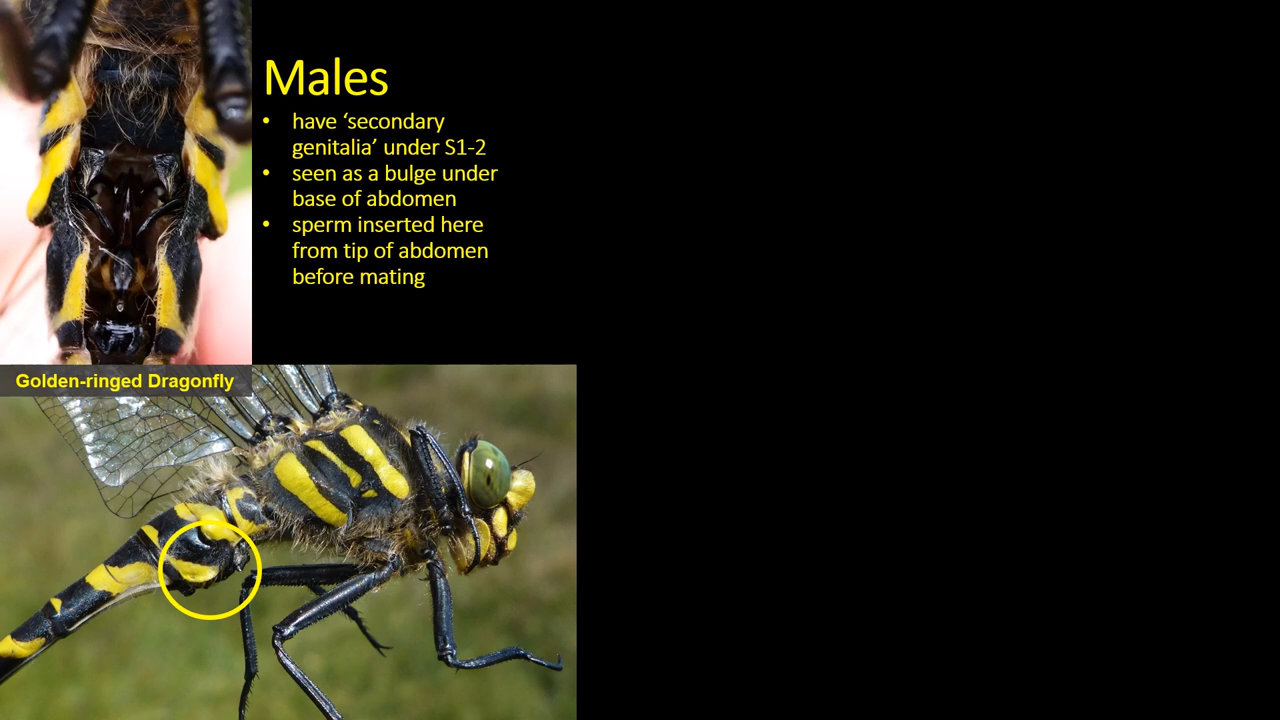 Males
• have ‘secondary
genitalia’ under S1-2
• seen as a bulge under
base of abdomen
• sperm inserted here
from tip of abdomen
before mating
Golden-ringed Dragonfly